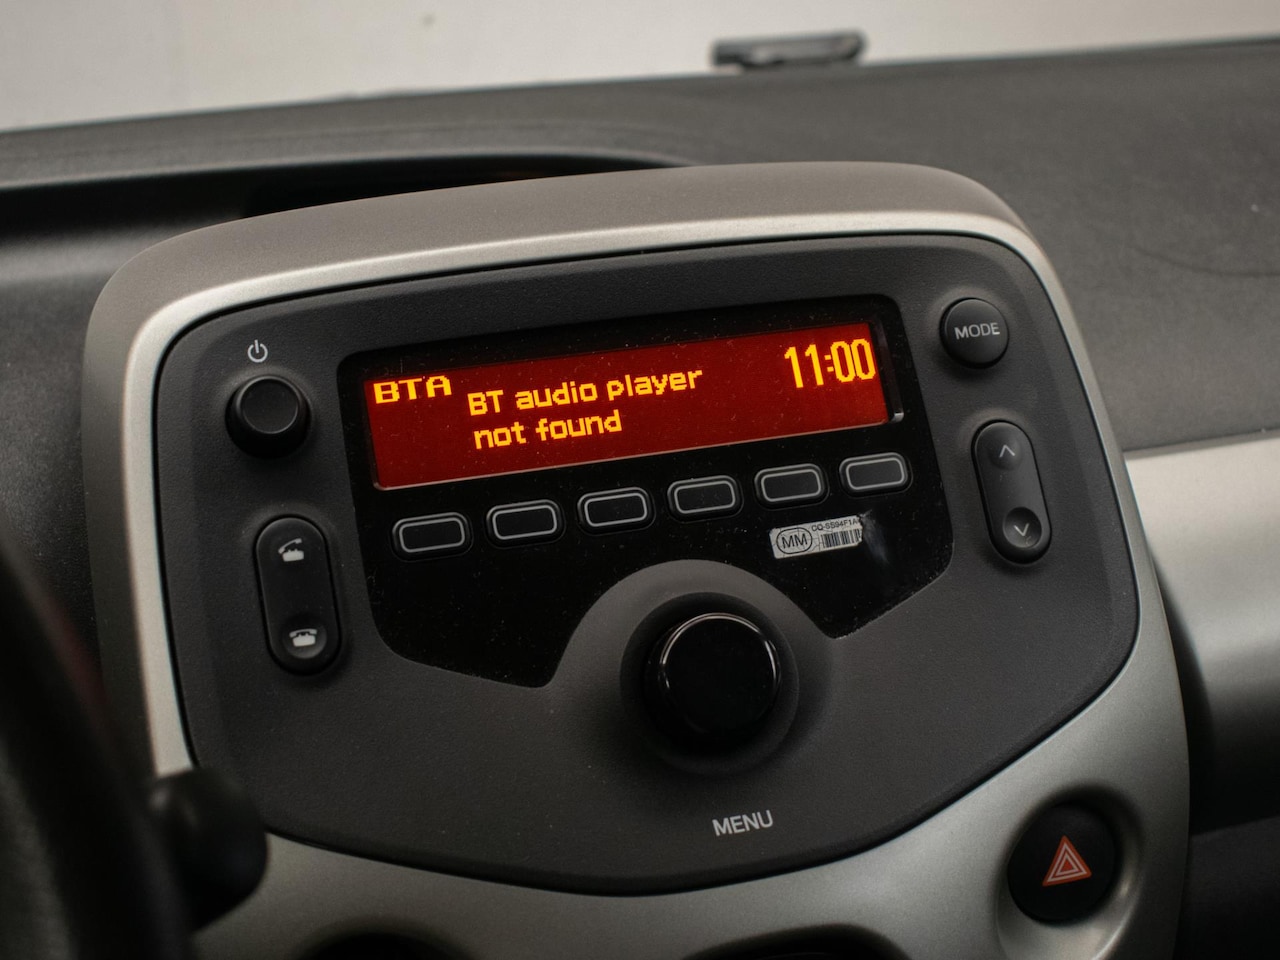 BTA
BT audio player
not found
11:00
MODE
MM
MENU